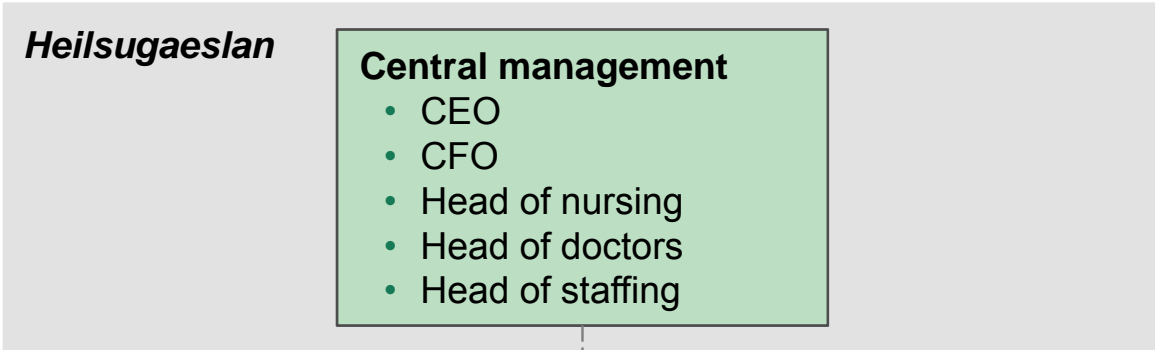 Heilsugaeslan
Central management
• CEO
• CFO
• Head of nursing
• Head of doctors
• Head of staffing